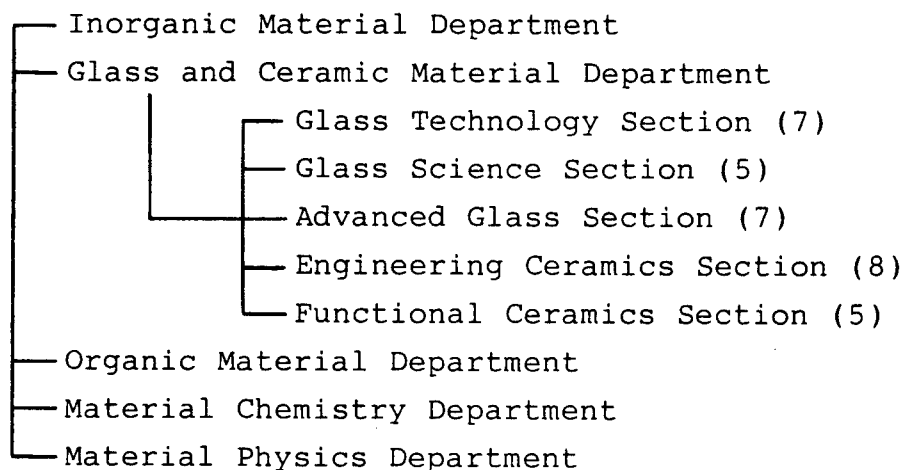 Inorganic Material Department
Glass and Ceramic Material Department
Glass Technology Section (7)
Glass Science Section (5)
Advanced Glass Section (7)
Engineering Ceramics Section (8)
Functional Ceramics Section (5)
Organic Material Department
Material Chemistry Department
Material Physics Department